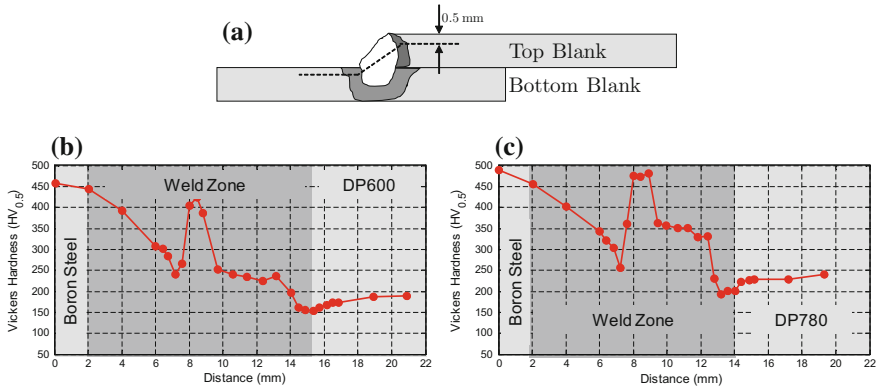 (a)
0.5 mm
Top Blank
Bottom Blank
(b)
Vickers Hardness (HV0.5)
500
450
400
350
300
250
200
150
100
50
Boron Steel
Weld Zone
DP600
0 2 4 6 8 10 12 14 16 18 20 22
Distance (mm)
(c)
Vickers Hardness (HV0.5)
500
450
400
350
300
250
200
150
100
50
Boron Steel
Weld Zone
DP780
0 2 4 6 8 10 12 14 16 18 20 22
Distance (mm)